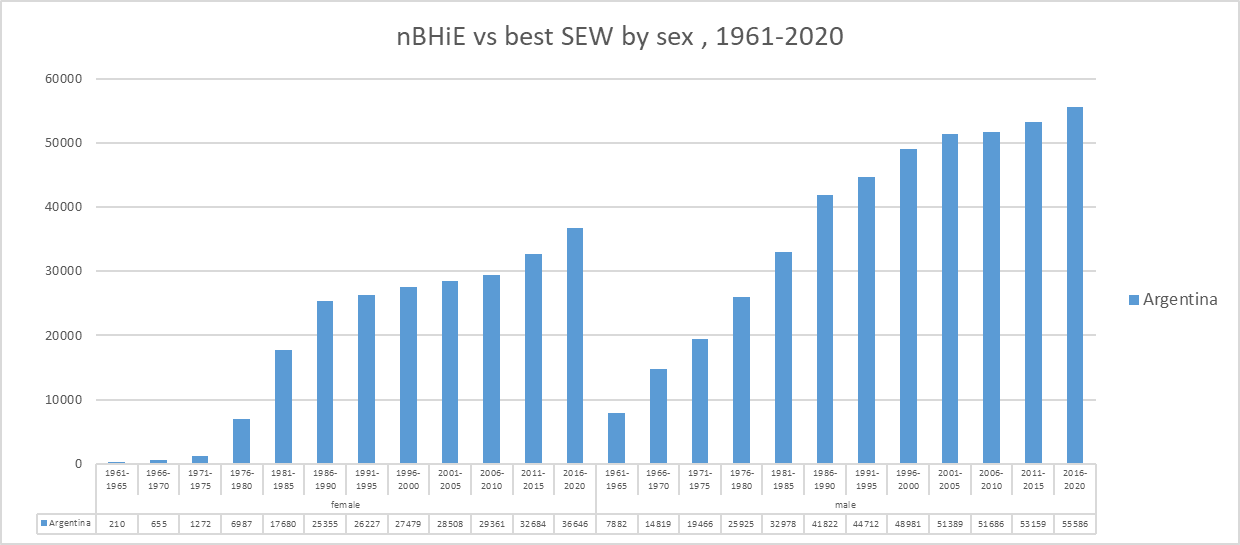 nBHiE vs best SEW by sex , 1961-2020
60000
50000
40000
30000
20000
10000
0
Argentina
1961-1965 1966-1970 1971-1975 1976-1980 1981-1985 1986-1990 1991-1995 1996-2000 2001-2005 2006-2010 2011-2015 2016-2020 1961-1965 1966-1970 1971-1975 1976-1980 1981-1985 1986-1990 1991-1995 1996-2000 2001-2005 2006-2010 2011-2015 2016-2020
female male
Argentina 210 655 1272 6987 17680 25355 26227 27479 28508 29361 32684 36646 7882 14819 19466 25925 32978 41822 44712 48981 51389 51686 53159 55586